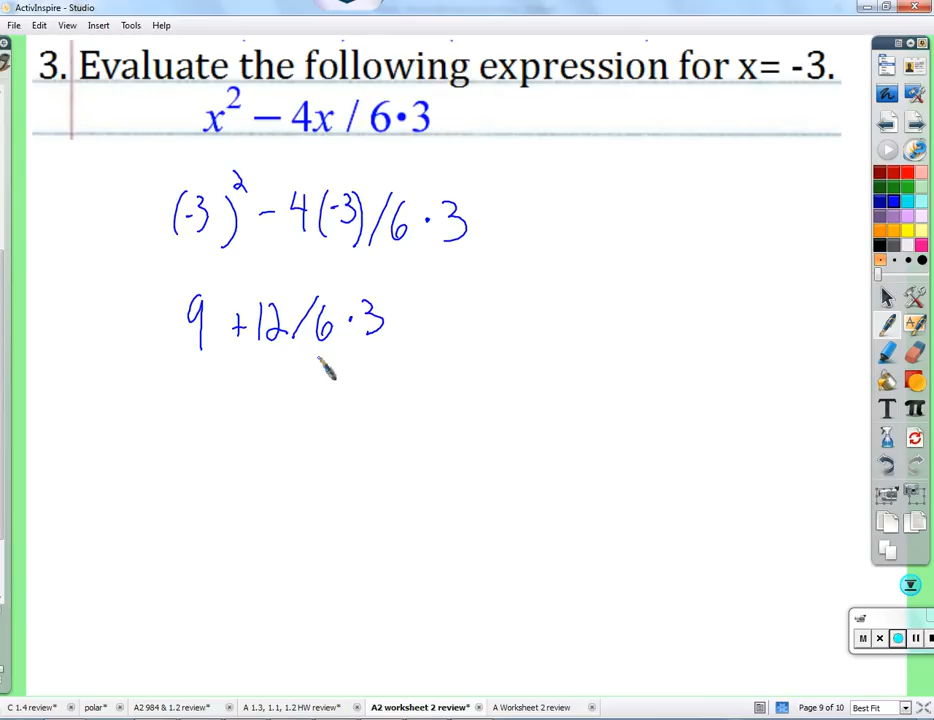 ActivInspire - Studio
File Edit View Insert Tools Help
3. Evaluate the following expression for x= -3.
x² − 4x / 6•3
(-3)² - 4(-3)/6 · 3
9 +12/6 · 3
C 1.4 review* polar* A2 984 & 1.2 review* A 1.3, 1.1, 1.2 HW review* A2 worksheet 2 review* A Worksheet 2 review Page 9 of 10 Best Fit